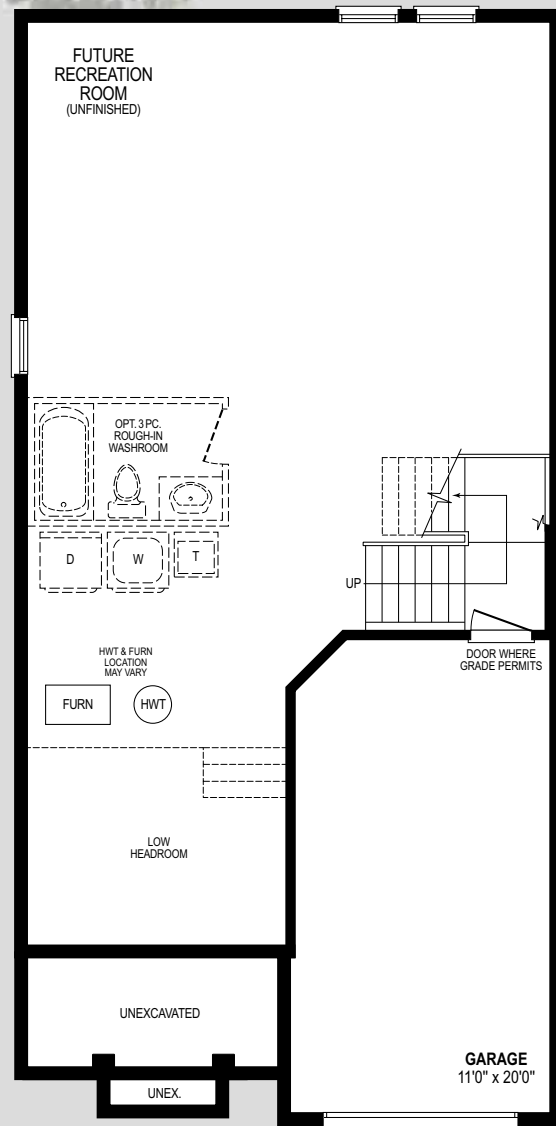 FUTURE
RECREATION
ROOM
(UNFINISHED)
OPT. 3 PC.
ROUGH-IN
WASHROOM
D
W
T
UP
HWT & FURN
LOCATION
MAY VARY
DOOR WHERE
GRADE PERMITS
FURN
HWT
LOW
HEADROOM
UNEXCAVATED
UNEX.
GARAGE
11'0" x 20'0"